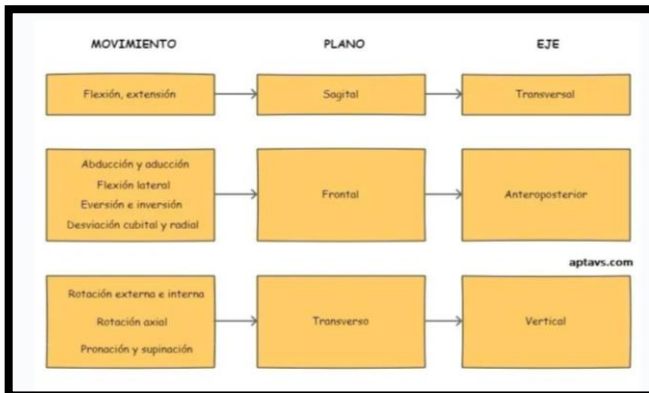 MOVIMIENTO PLANO EJE
Flexión, extensión Sagital Transversal
Abducción y aducción
Flexión lateral
Eversión e inversión
Desviación cubital y radial
Frontal
Anteroposterior
aptavs.com
Rotación externa e interna
Rotación axial
Pronación y supinación
Transverso
Vertical